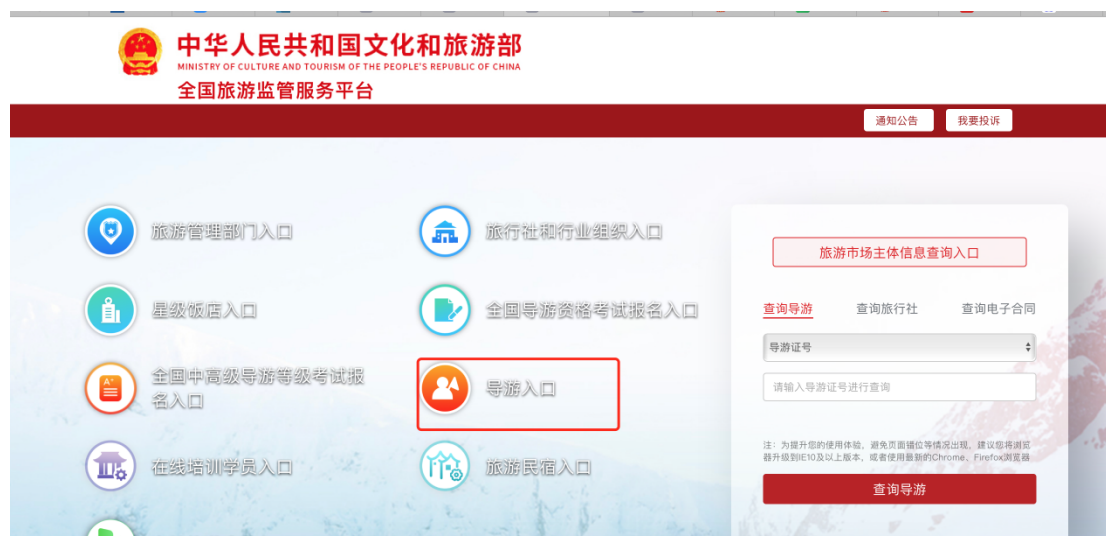 中华人民共和国文化和旅游部
MINISTRY OF CULTURE AND TOURISM OF THE PEOPLE'S REPUBLIC OF CHINA
全国旅游监管服务平台
通知公告
我要投诉
旅游管理部门入口
旅行社和行业组织入口
星级饭店入口
全国导游资格考试报名入口
全国中高级导游等级考试报
名入口
导游入口
在线培训学员入口
旅游民宿入口
旅游市场主体信息查询入口
查询导游
查询旅行社
查询电子合同
导游证号
请输入导游证号进行查询
注：为提升您的使用体验，避免页面错位等情况出现，建议您将浏览
器升级到IE10及以上版本，或者使用最新的Chrome、Firefox浏览器
查询导游